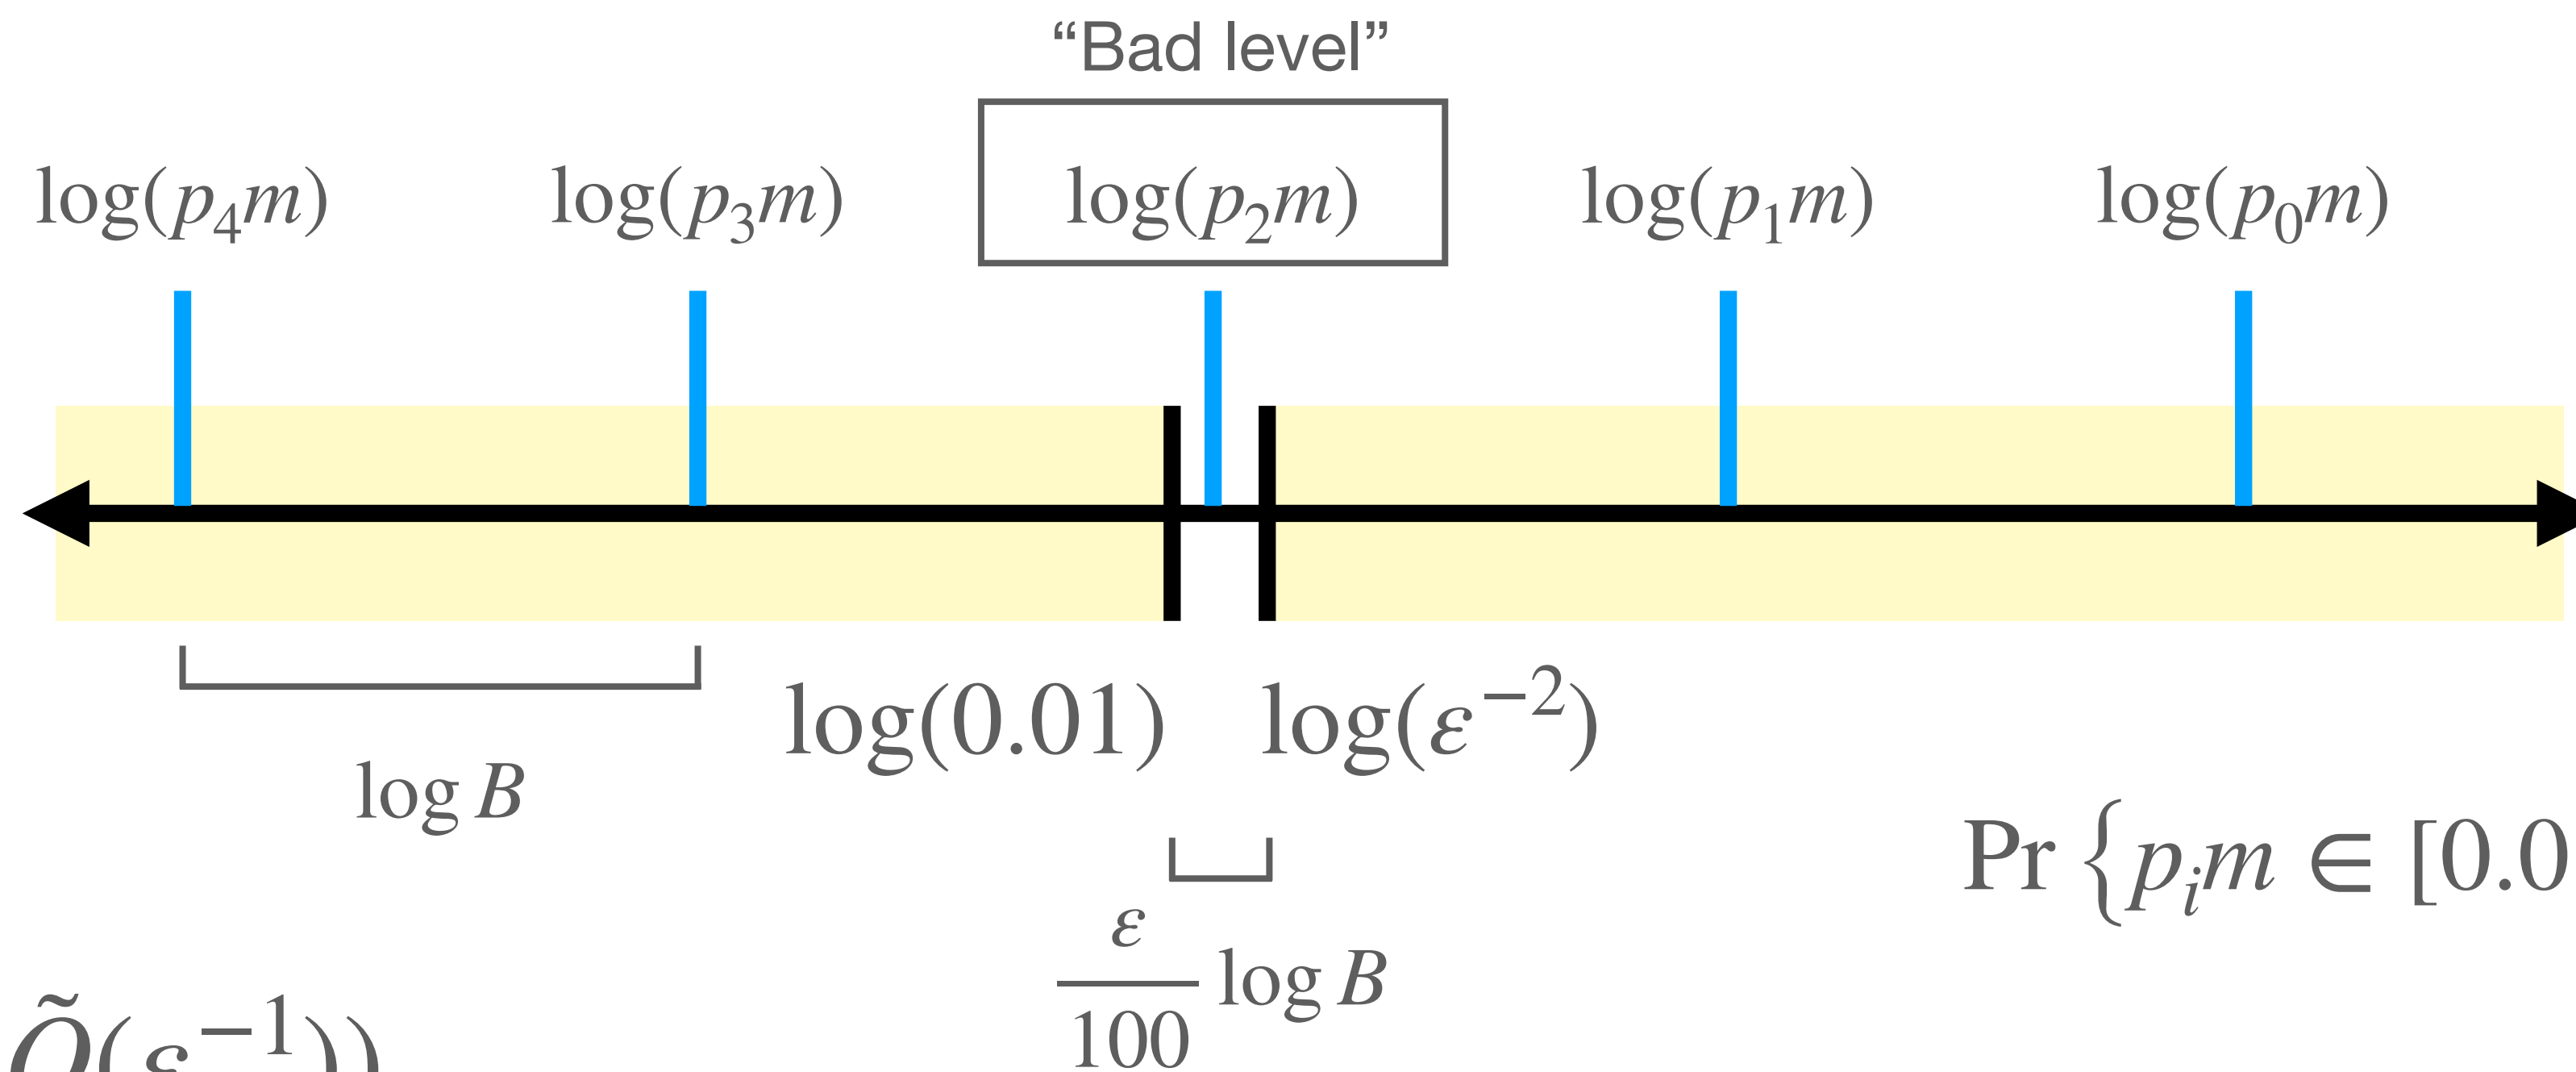 “Bad level”
log(p₄m) log(p₃m) log(p₂m) log(p₁m) log(p₀m)
log(0.01) log(ε⁻²)
log B
Pr {pᵢm ∈ [0.0
ε/100 log B
Õ(ε⁻¹))